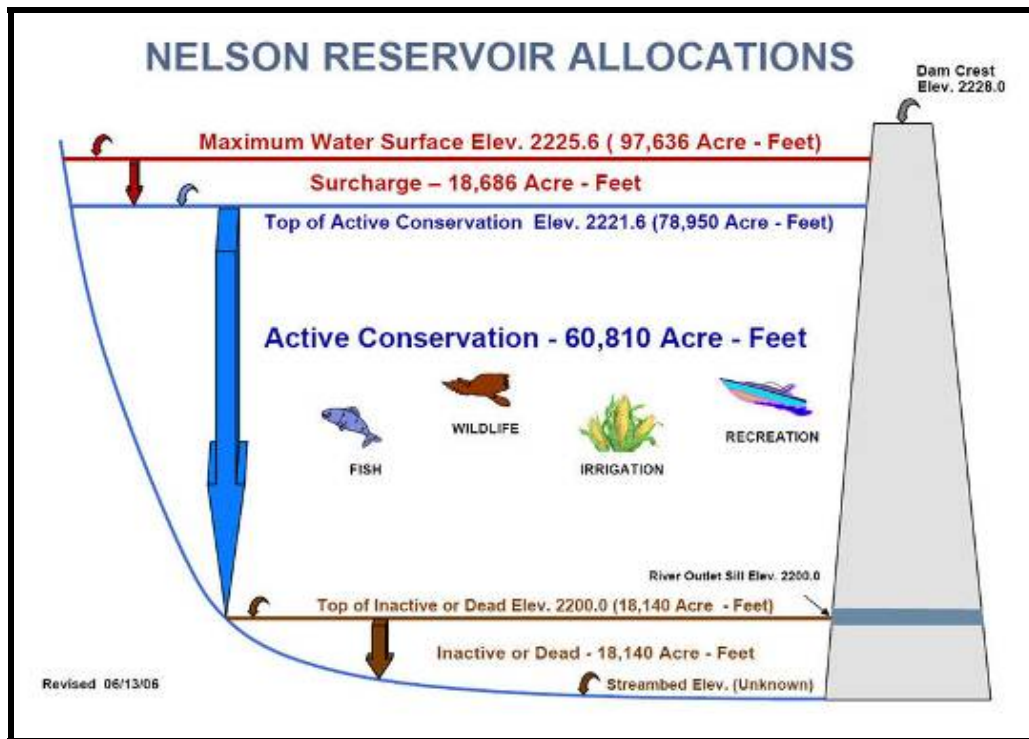 NELSON RESERVOIR ALLOCATIONS
Dam Crest
Elev. 2228.0
Maximum Water Surface Elev. 2225.6 ( 97,636 Acre - Feet)
Surcharge – 18,686 Acre - Feet
Top of Active Conservation Elev. 2221.6 (78,950 Acre - Feet)
Active Conservation - 60,810 Acre - Feet
FISH
WILDLIFE
IRRIGATION
RECREATION
River Outlet Sill Elev. 2200.0
Top of Inactive or Dead Elev. 2200.0 (18,140 Acre - Feet)
Inactive or Dead - 18,140 Acre - Feet
Streambed Elev. (Unknown)
Revised 06/13/06